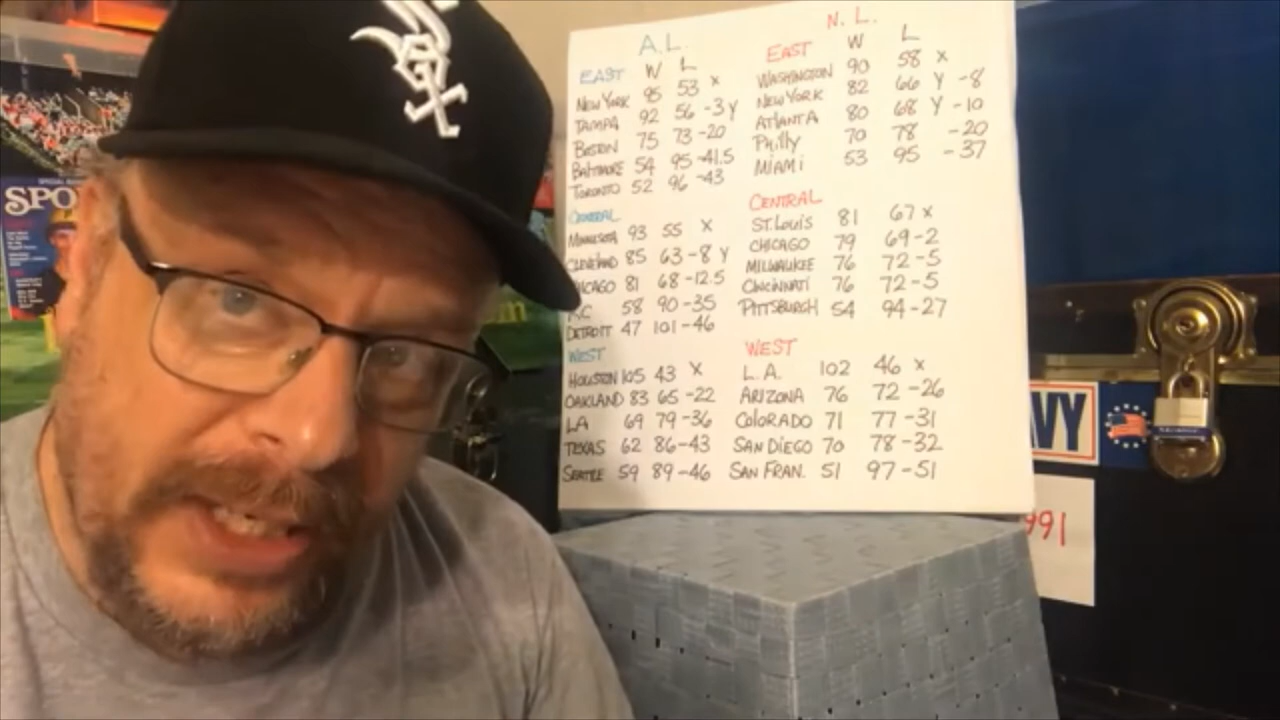 A.L.
EAST W L
NEW YORK 95 53 x
TAMPA 92 56 -3 Y
BOSTON 75 73 -20
BALTIMORE 54 95 -41.5
TORONTO 52 96 -43
CENTRAL
MINNESOTA 93 55 X
CLEVELAND 85 63 -8 Y
CHICAGO 81 68 -12.5
K.C 58 90 -35
DETROIT 47 101 -46
WEST
HOUSTON 105 43 X
OAKLAND 83 65 -22
LA 69 79 -36
TEXAS 62 86 -43
SEATTLE 59 89 -46
N.L.
EAST W L
WASHINGTON 90 58 X
NEW YORK 82 66 Y -8
ATLANTA 80 68 Y -10
Philly 70 78 -20
MIAMI 53 95 -37
CENTRAL
ST. LOUIS 81 67 x
CHICAGO 79 69 -2
MILWAUKEE 76 72 -5
CINCINNATI 76 72 -5
PITTSBURGH 54 94 -27
WEST
L.A. 102 46 x
ARIZONA 76 72 -26
COLORADO 71 77 -31
SAN DIEGO 70 78 -32
SAN FRAN. 51 97 -51
Sox
SPO
VY
991